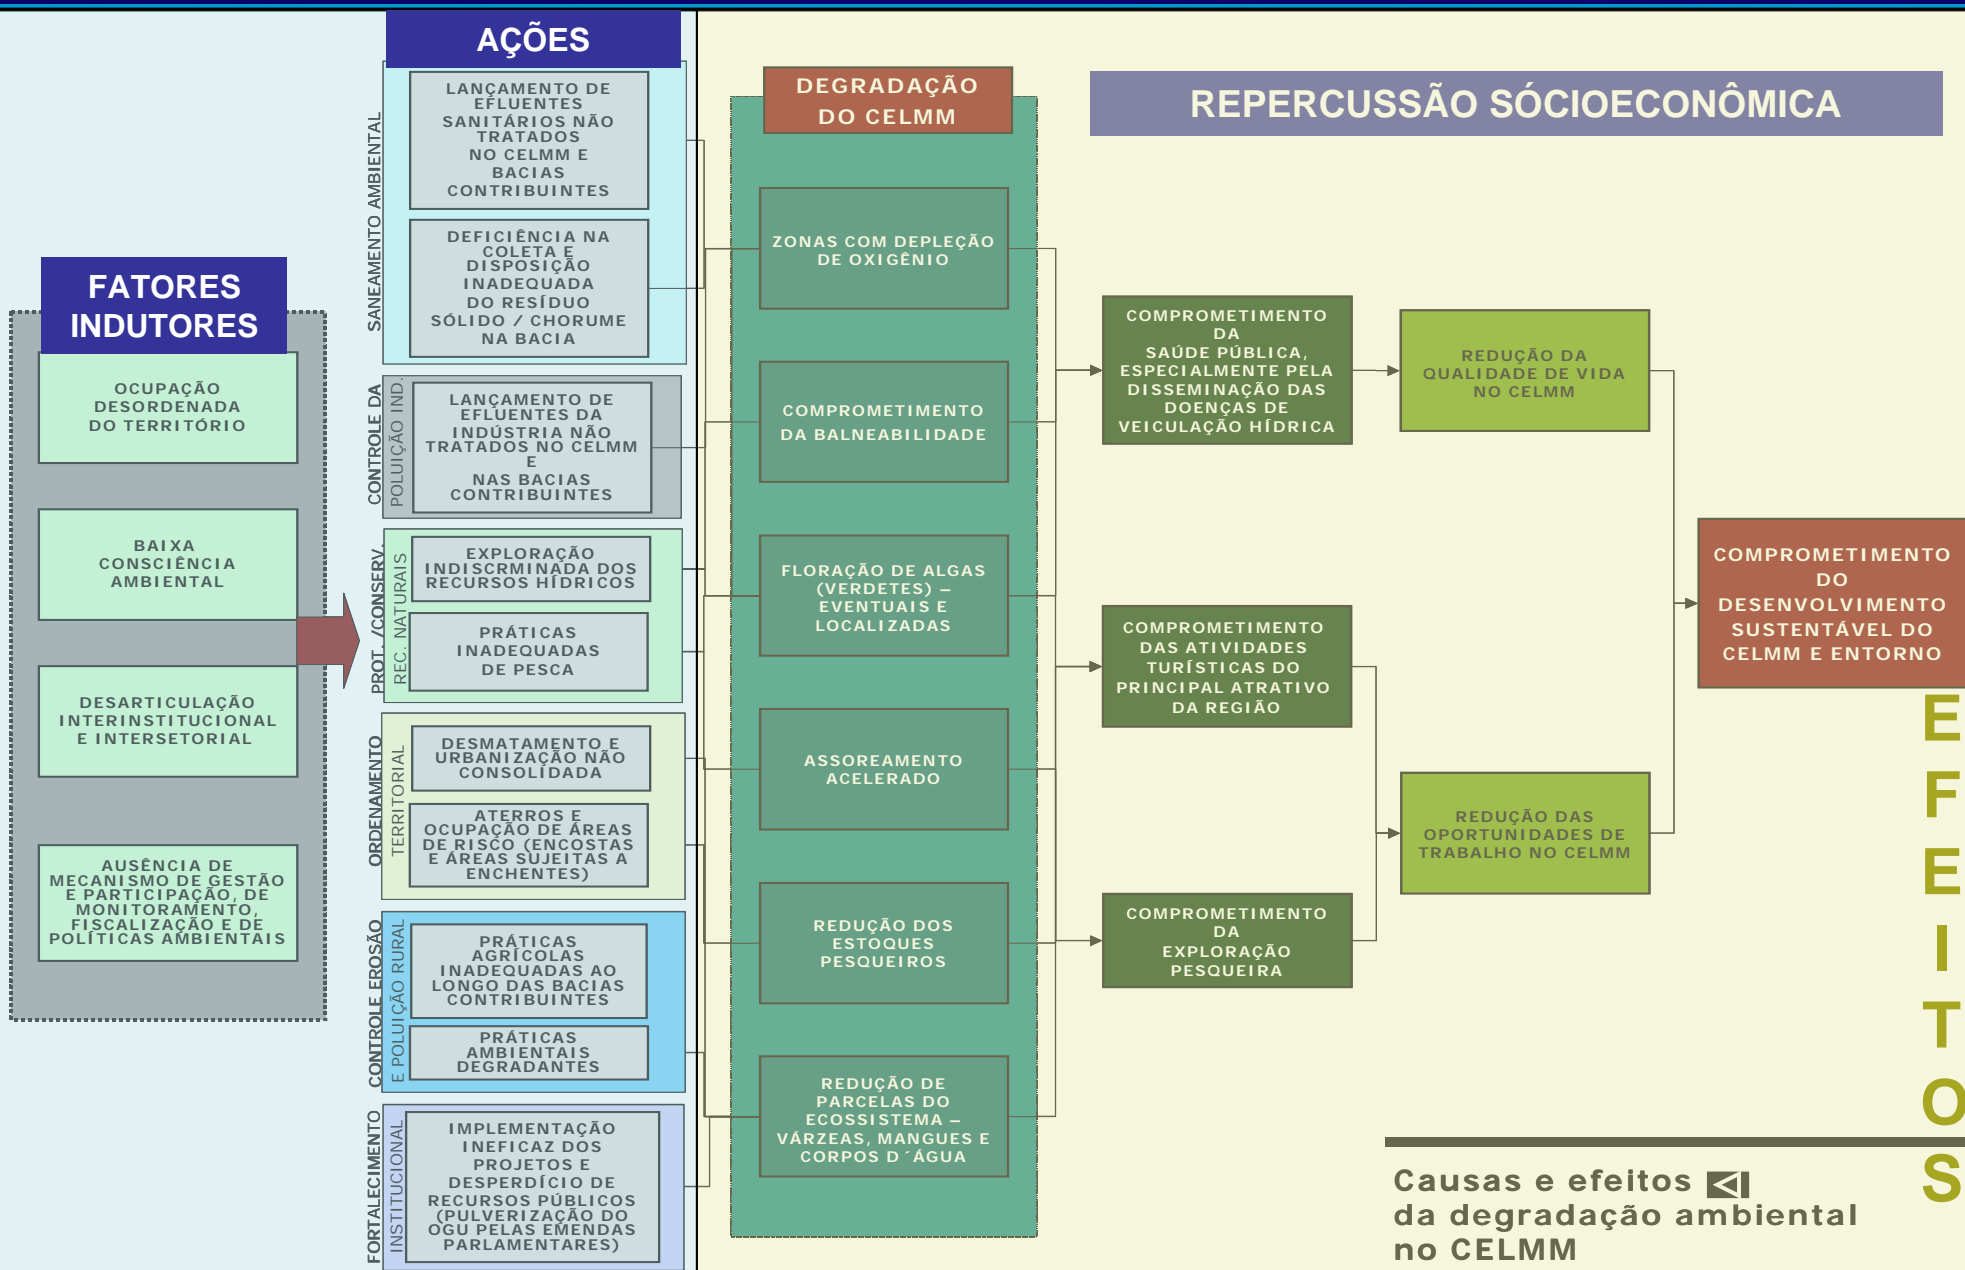 AÇÕES
FATORES
INDUTORES
OCUPAÇÃO
DESORDENADA
DO TERRITÓRIO
BAIXA
CONSCIÊNCIA
AMBIENTAL
DESARTICULAÇÃO
INTERINSTITUCIONAL
E INTERSETORIAL
AUSÊNCIA DE
MECANISMO DE GESTÃO
E PARTICIPAÇÃO, DE
MONITORAMENTO,
FISCALIZAÇÃO E DE
POLÍTICAS AMBIENTAIS
SANEAMENTO AMBIENTAL
LANÇAMENTO DE
EFLUENTES
SANITÁRIOS NÃO
TRATADOS
NO CELMM E
BACIAS
CONTRIBUINTES
DEFICIÊNCIA NA
COLETA E
DISPOSIÇÃO
INADEQUADA
DO RESÍDUO
SÓLIDO / CHORUME
NA BACIA
CONTROLE DA
POLUIÇÃO IND.
LANÇAMENTO DE
EFLUENTES DA
INDÚSTRIA NÃO
TRATADOS NO CELMM
E
NAS BACIAS
CONTRIBUINTES
PROT. /CONSERV.
REC. NATURAIS
EXPLORAÇÃO
INDISCRMINADA DOS
RECURSOS HÍDRICOS
PRÁTICAS
INADEQUADAS
DE PESCA
ORDENAMENTO
TERRITORIAL
DESMATAMENTO E
URBANIZAÇÃO NÃO
CONSOLIDADA
ATERROS E
OCUPAÇÃO DE ÁREAS
DE RISCO (ENCOSTAS
E ÁREAS SUJEITAS A
ENCHENTES)
CONTROLE EROSÃO
E POLUIÇÃO RURAL
PRÁTICAS
AGRÍCOLAS
INADEQUADAS AO
LONGO DAS BACIAS
CONTRIBUINTES
PRÁTICAS
AMBIENTAIS
DEGRADANTES
FORTALECIMENTO
INSTITUCIONAL
IMPLEMENTAÇÃO
INEFICAZ DOS
PROJETOS E
DESPERDÍCIO DE
RECURSOS PÚBLICOS
(PULVERIZAÇÃO DO
OGU PELAS EMENDAS
PARLAMENTARES)
DEGRADAÇÃO
DO CELMM
ZONAS COM DEPLEÇÃO
DE OXIGÊNIO
COMPROMETIMENTO
DA BALNEABILIDADE
FLORAÇÃO DE ALGAS
(VERDETES) –
EVENTUAIS E
LOCALIZADAS
ASSOREAMENTO
ACELERADO
REDUÇÃO DOS
ESTOQUES
PESQUEIROS
REDUÇÃO DE
PARCELAS DO
ECOSSISTEMA –
VÁRZEAS, MANGUES E
CORPOS D´ÁGUA
REPERCUSSÃO SÓCIOECONÔMICA
COMPROMETIMENTO
DA
SAÚDE PÚBLICA,
ESPECIALMENTE PELA
DISSEMINAÇÃO DAS
DOENÇAS DE
VEICULAÇÃO HÍDRICA
COMPROMETIMENTO
DAS ATIVIDADES
TURÍSTICAS DO
PRINCIPAL ATRATIVO
DA REGIÃO
COMPROMETIMENTO
DA
EXPLORAÇÃO
PESQUEIRA
REDUÇÃO DA
QUALIDADE DE VIDA
NO CELMM
REDUÇÃO DAS
OPORTUNIDADES DE
TRABALHO NO CELMM
COMPROMETIMENTO
DO
DESENVOLVIMENTO
SUSTENTÁVEL DO
CELMM E ENTORNO
E
F
E
I
T
O
S
Causas e efeitos
da degradação ambiental
no CELMM